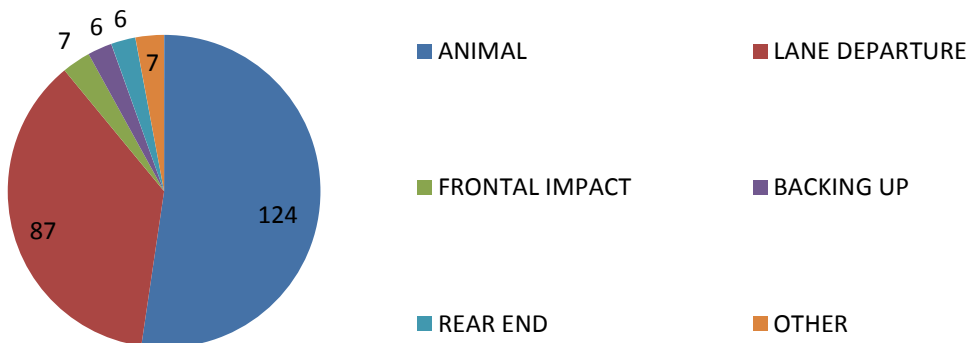 6 6
7
7
124
87
ANIMAL
LANE DEPARTURE
FRONTAL IMPACT
BACKING UP
REAR END
OTHER